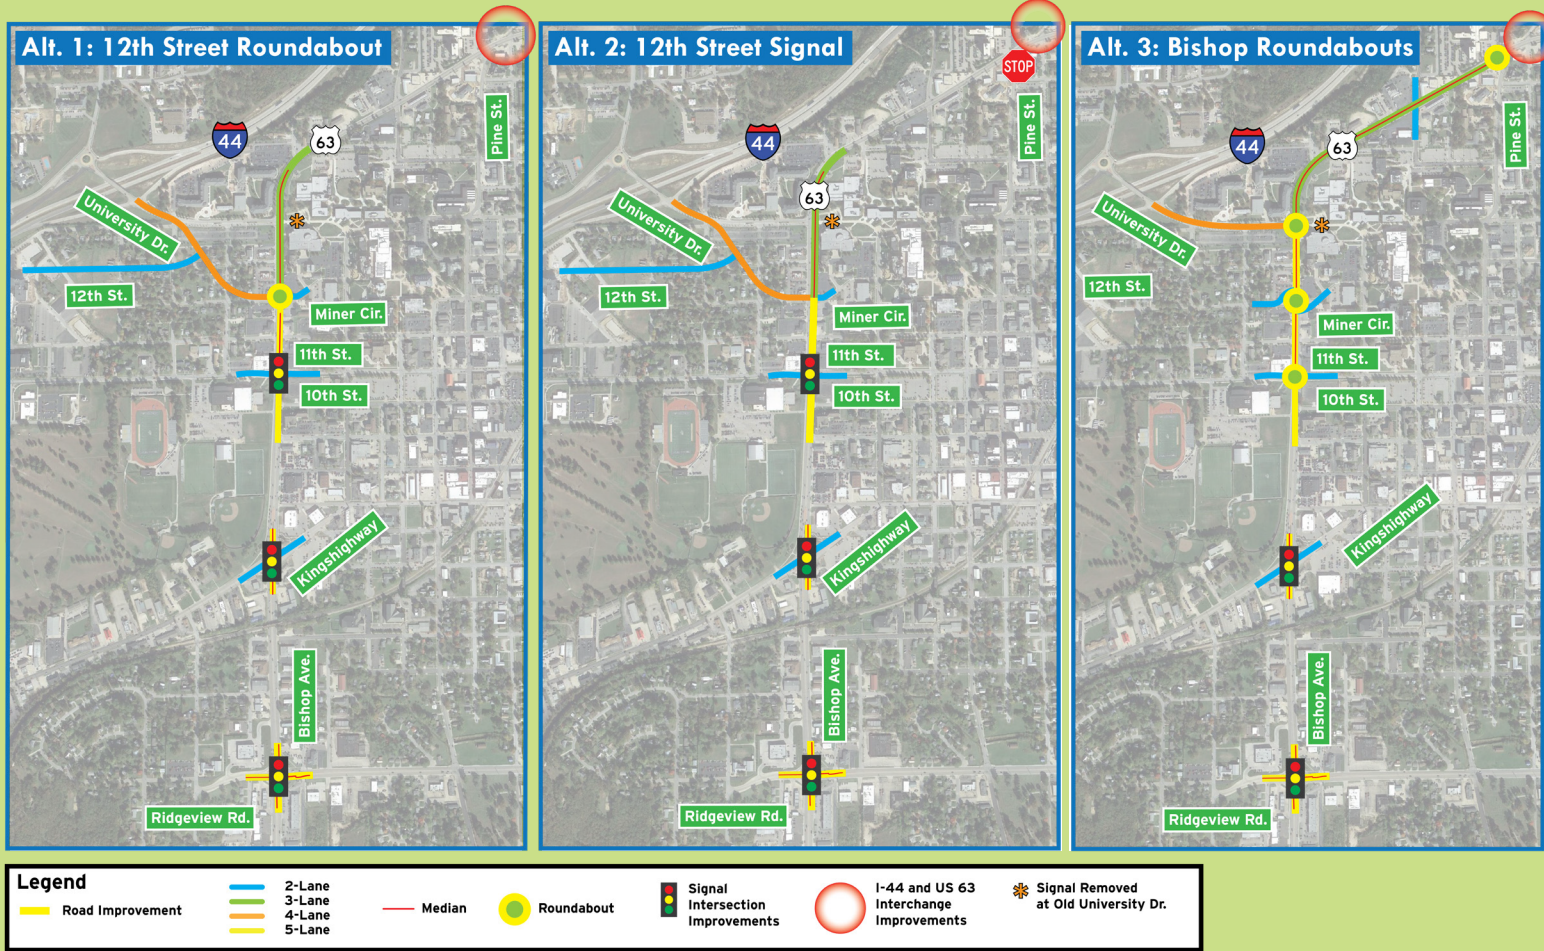 Alt. 1: 12th Street Roundabout
44
63
Pine St.
University Dr.
12th St.
Miner Cir.
11th St.
10th St.
Kingshighway
Bishop Ave.
Ridgeview Rd.
Alt. 2: 12th Street Signal
STOP
44
63
Pine St.
University Dr.
12th St.
Miner Cir.
11th St.
10th St.
Kingshighway
Bishop Ave.
Ridgeview Rd.
Alt. 3: Bishop Roundabouts
44
63
Pine St.
University Dr.
12th St.
Miner Cir.
11th St.
10th St.
Kingshighway
Bishop Ave.
Ridgeview Rd.
Legend
Road Improvement
2-Lane
3-Lane
4-Lane
5-Lane
Median
Roundabout
Signal
Intersection
Improvements
I-44 and US 63
Interchange
Improvements
Signal Removed
at Old University Dr.